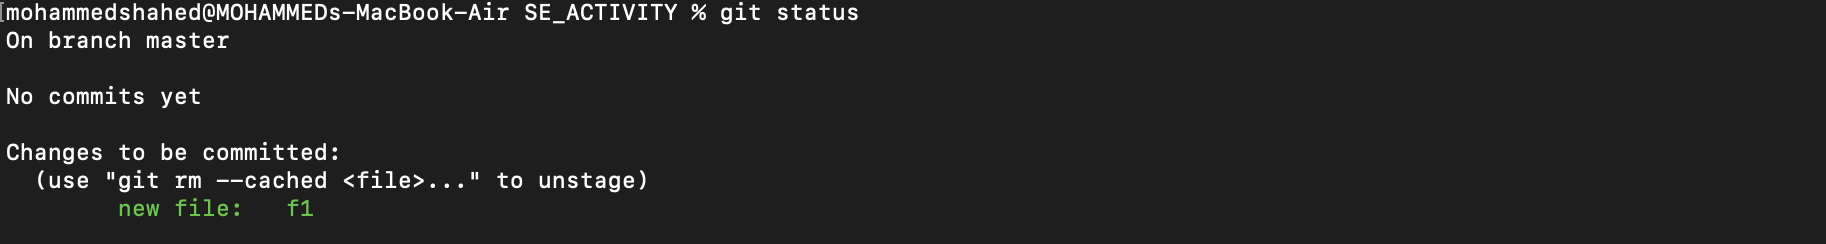 [mohammedshahed@MOHAMMEDs-MacBook-Air SE_ACTIVITY % git status
On branch master
No commits yet
Changes to be committed:
(use "git rm --cached <file>..." to unstage)
new file: f1